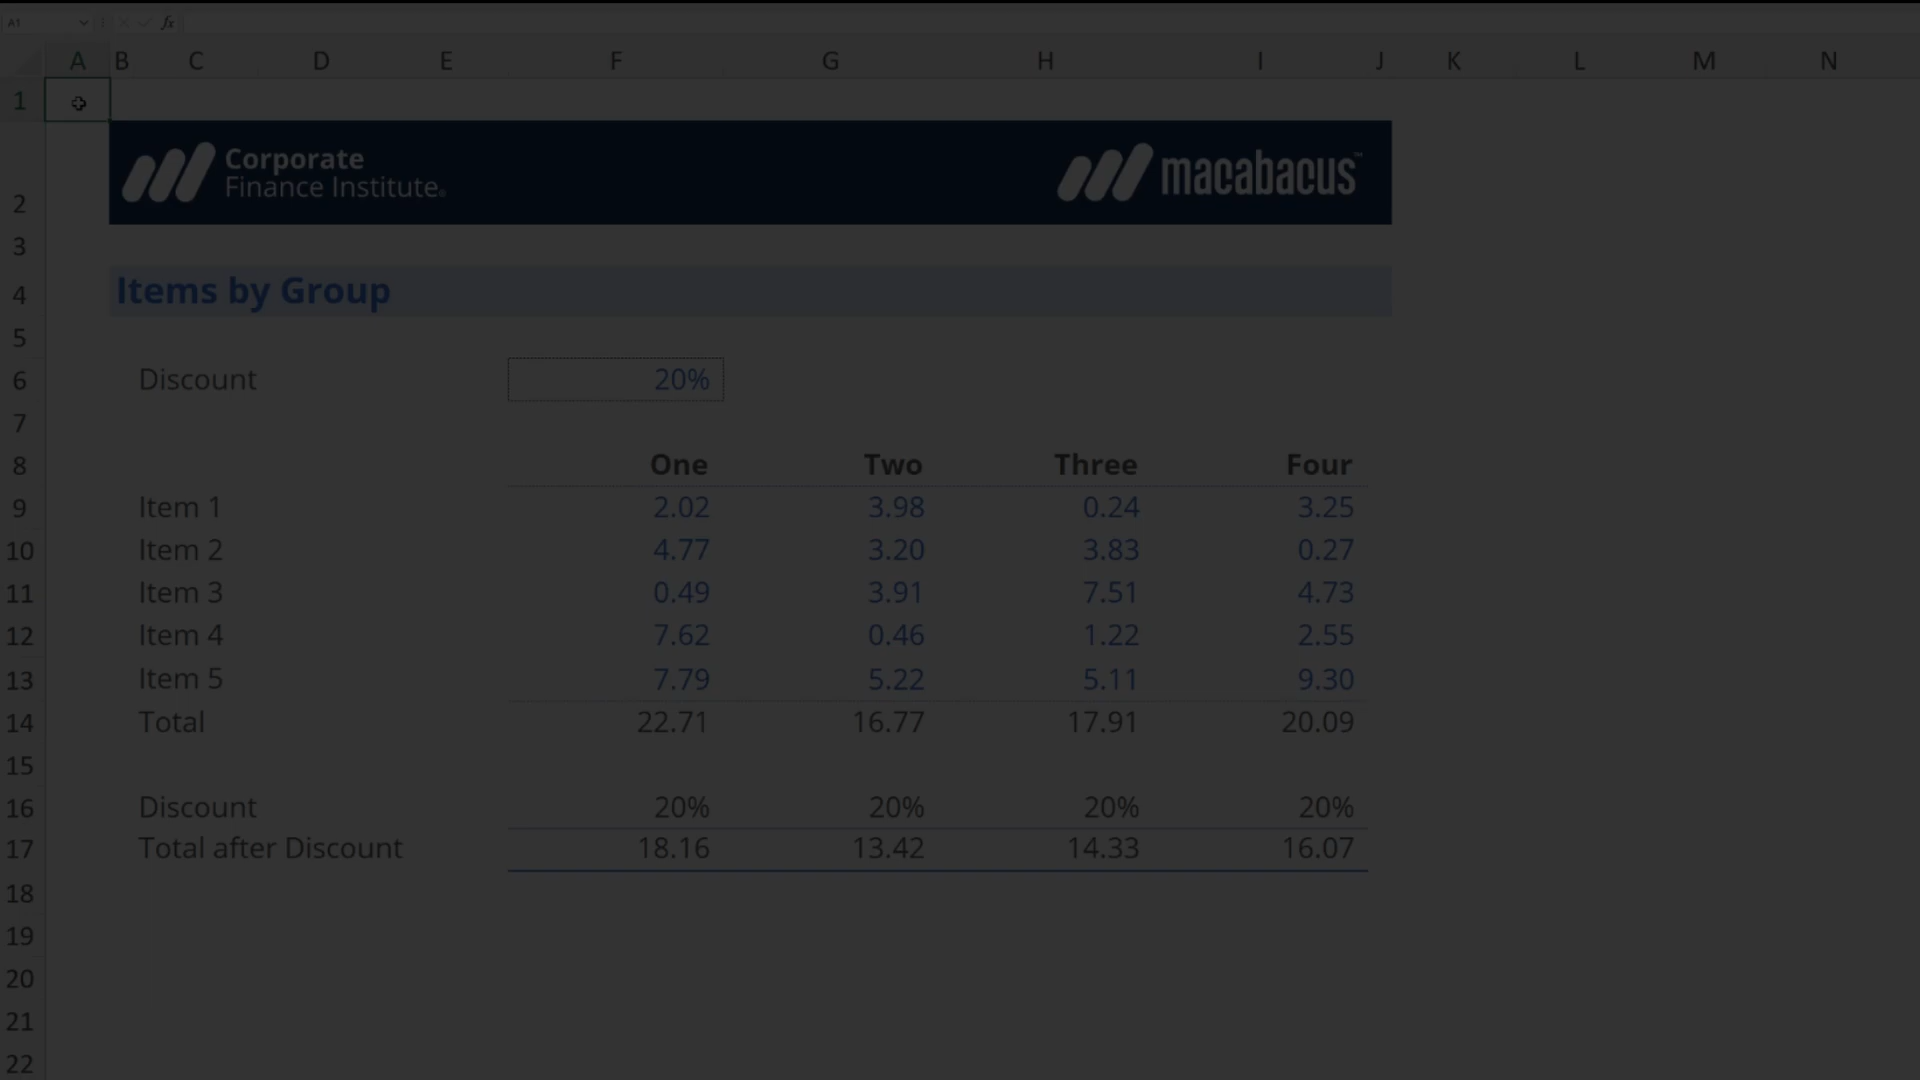 A1 fx
A B C D E F G H I J K L M N
1
Corporate
Finance Institute®
macabacus™
2
3
4 Items by Group
5
6 Discount 20%
7
8 One Two Three Four
9 Item 1 2.02 3.98 0.24 3.25
10 Item 2 4.77 3.20 3.83 0.27
11 Item 3 0.49 3.91 7.51 4.73
12 Item 4 7.62 0.46 1.22 2.55
13 Item 5 7.79 5.22 5.11 9.30
14 Total 22.71 16.77 17.91 20.09
15
16 Discount 20% 20% 20% 20%
17 Total after Discount 18.16 13.42 14.33 16.07
18
19
20
21
22